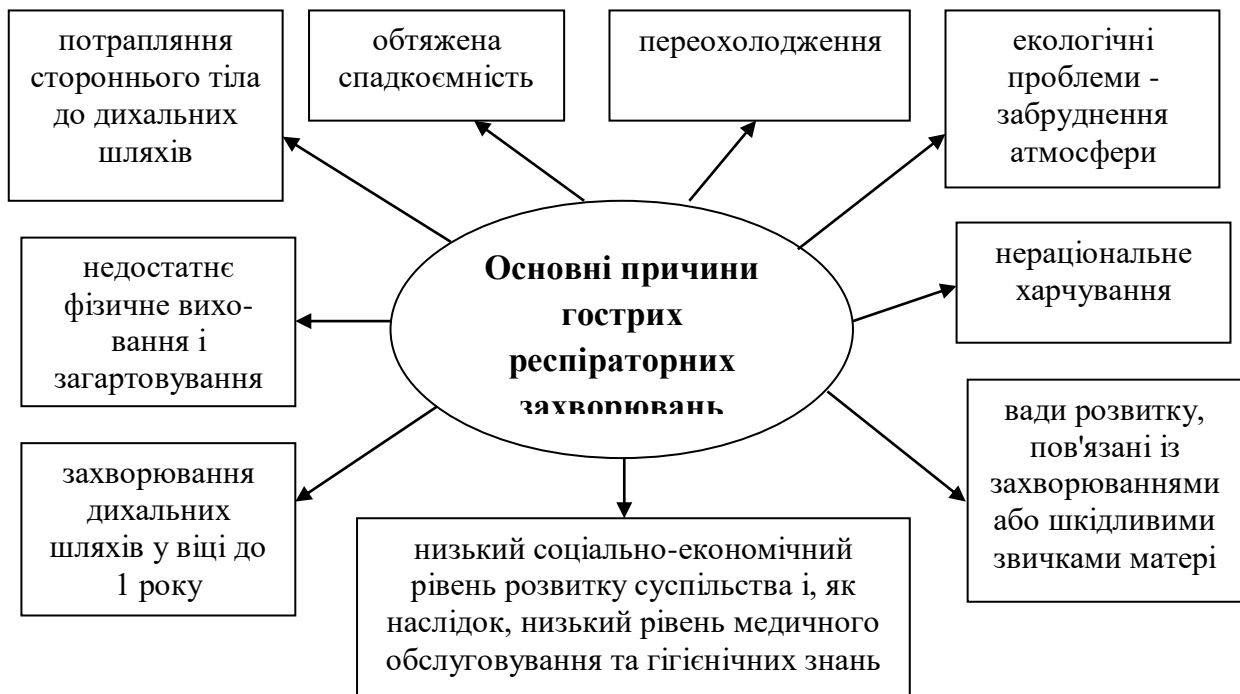 потрапляння
стороннього тіла
до дихальних
шляхів
обтяжена
спадкоємність
переохолодження
екологічні
проблеми -
забруднення
атмосфери
недостатнє
фізичне вихо-
вання і
загартовування
Основні причини
гострих
респіраторних
захворювань
нераціональне
харчування
захворювання
дихальних
шляхів у віці до
1 року
низький соціально-економічний
рівень розвитку суспільства і, як
наслідок, низький рівень медичного
обслуговування та гігієнічних знань
вади розвитку,
пов'язані із
захворюваннями
або шкідливими
звичками матері